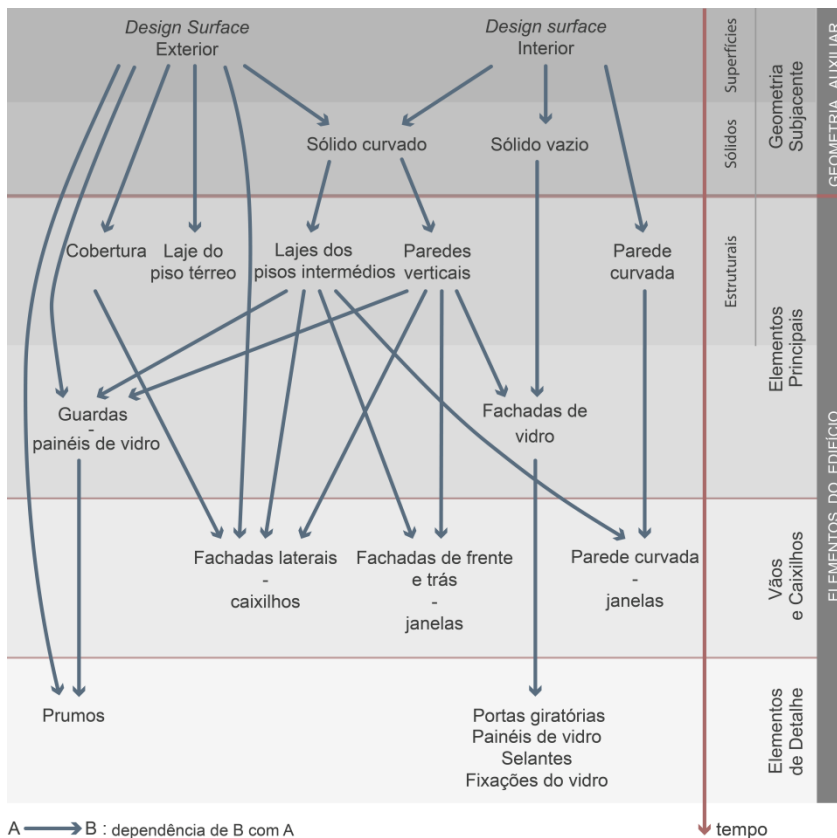 Design Surface
Exterior
Design surface
Interior
Superfícies
Geometria
Subjacente
GEOMETRIA AUXILIAR
Sólido curvado
Sólido vazio
Sólidos
Cobertura
Laje do
piso térreo
Lajes dos
pisos intermédios
Paredes
verticais
Parede
curvada
Estruturais
Elementos
Principais
ELEMENTOS DO EDIFÍCIO
Guardas
-
painéis de vidro
Fachadas de
vidro
Fachadas laterais
-
caixilhos
Fachadas de frente
e trás
-
janelas
Parede curvada
-
janelas
Vãos
e Caixilhos
Prumos
Portas giratórias
Painéis de vidro
Selantes
Fixações do vidro
Elementos
de Detalhe
A B : dependência de B com A
tempo